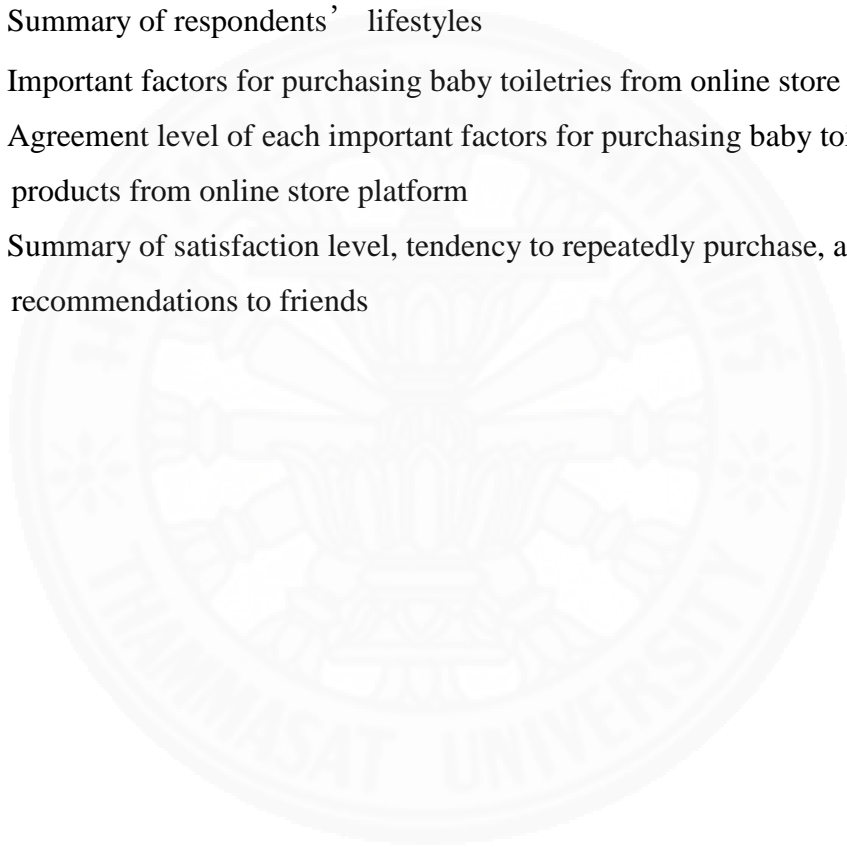 Summary of respondents’ lifestyles
Important factors for purchasing baby toiletries from online store
Agreement level of each important factors for purchasing baby
products from online store platform
Summary of satisfaction level, tendency to repeatedly purchase,
recommendations to friends
THAMMASAT UNIVERSITY